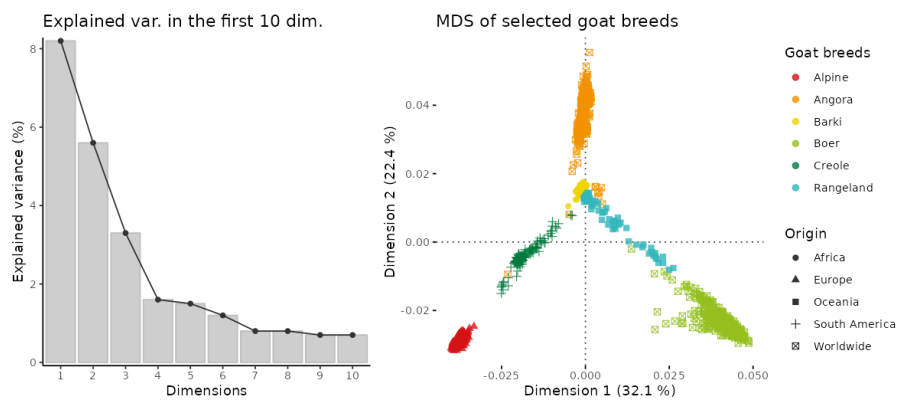 Explained var. in the first 10 dim.
Explained variance (%)
8
6
4
2
0
1 2 3 4 5 6 7 8 9 10
Dimensions
MDS of selected goat breeds
Dimension 2 (22.4 %)
0.04
0.02
0.00
-0.02
-0.025 0.000 0.025 0.050
Dimension 1 (32.1 %)
Goat breeds
Alpine
Angora
Barki
Boer
Creole
Rangeland
Origin
Africa
Europe
Oceania
South America
Worldwide